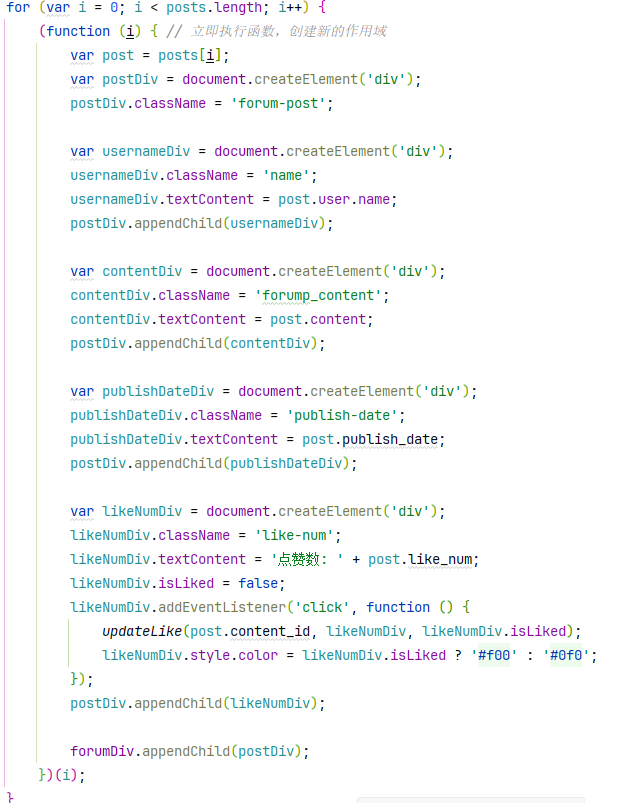 for (var i = 0; i < posts.length; i++) {
    (function (i) { // 立即执行函数，创建新的作用域
        var post = posts[i];
        var postDiv = document.createElement('div');
        postDiv.className = 'forum-post';

        var usernameDiv = document.createElement('div');
        usernameDiv.className = 'name';
        usernameDiv.textContent = post.user.name;
        postDiv.appendChild(usernameDiv);

        var contentDiv = document.createElement('div');
        contentDiv.className = 'forump_content';
        contentDiv.textContent = post.content;
        postDiv.appendChild(contentDiv);

        var publishDateDiv = document.createElement('div');
        publishDateDiv.className = 'publish-date';
        publishDateDiv.textContent = post.publish_date;
        postDiv.appendChild(publishDateDiv);

        var likeNumDiv = document.createElement('div');
        likeNumDiv.className = 'like-num';
        likeNumDiv.textContent = '点赞数: ' + post.like_num;
        likeNumDiv.isLiked = false;
        likeNumDiv.addEventListener('click', function () {
            updateLike(post.content_id, likeNumDiv, likeNumDiv.isLiked);
            likeNumDiv.style.color = likeNumDiv.isLiked ? '#f00' : '#0f0';
        });
        postDiv.appendChild(likeNumDiv);

        forumDiv.appendChild(postDiv);
    })(i);
}